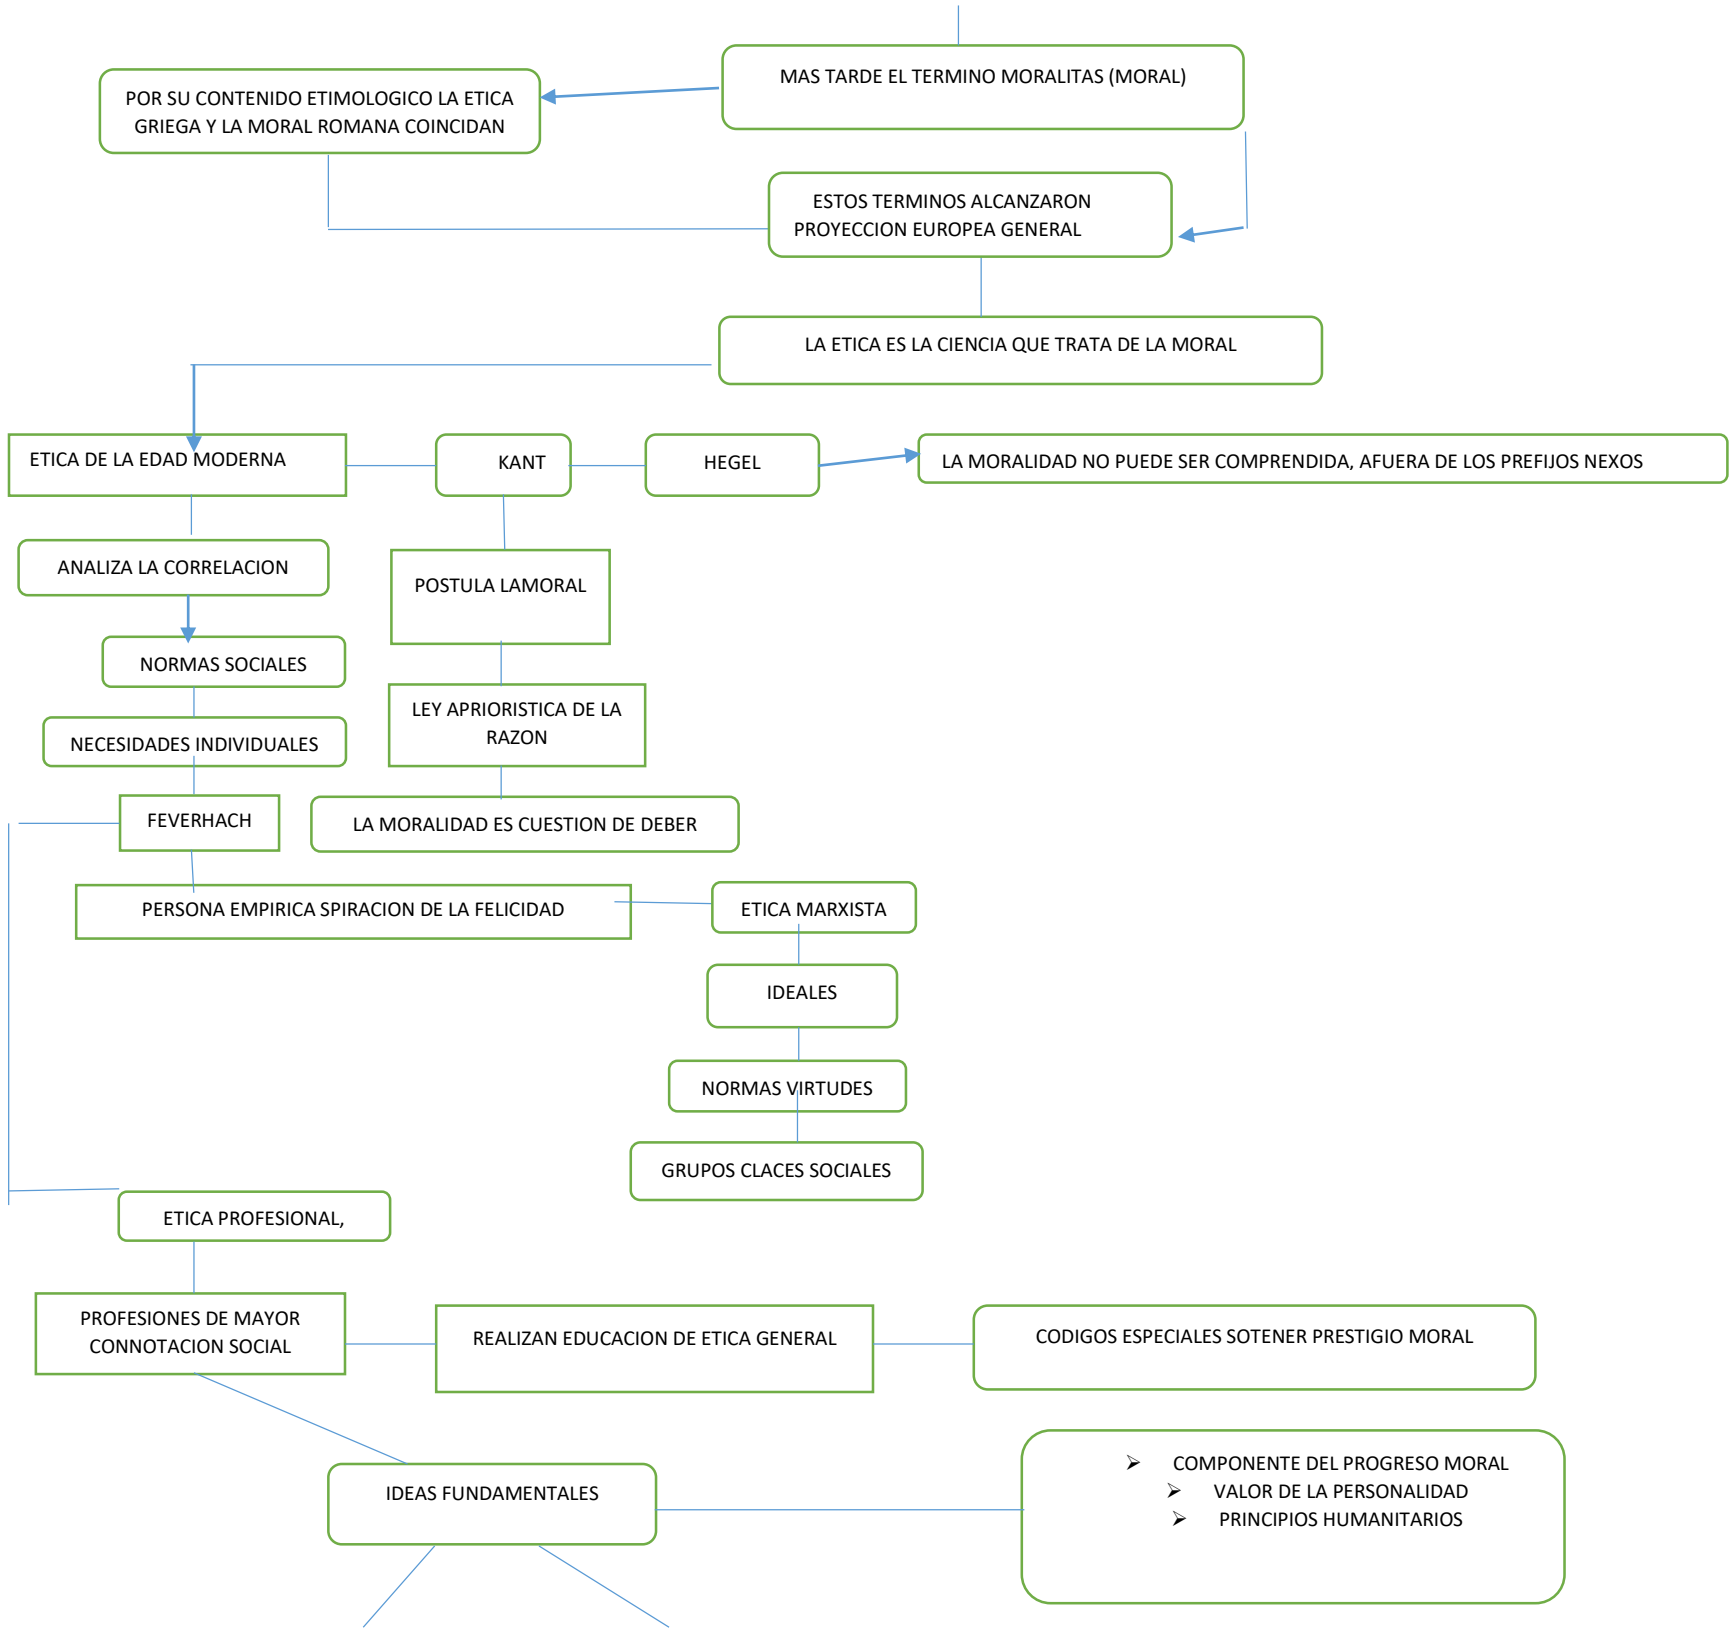 MAS TARDE EL TERMINO MORALITAS (MORAL)
POR SU CONTENIDO ETIMOLOGICO LA ETICA
GRIEGA Y LA MORAL ROMANA COINCIDAN
ESTOS TERMINOS ALCANZARON
PROYECCION EUROPEA GENERAL
LA ETICA ES LA CIENCIA QUE TRATA DE LA MORAL
ETICA DE LA EDAD MODERNA
KANT
HEGEL
LA MORALIDAD NO PUEDE SER COMPRENDIDA, AFUERA DE LOS PREFIJOS NEXOS
ANALIZA LA CORRELACION
POSTULA LAMORAL
NORMAS SOCIALES
LEY APRIORISTICA DE LA
RAZON
NECESIDADES INDIVIDUALES
FEVERHACH
LA MORALIDAD ES CUESTION DE DEBER
PERSONA EMPIRICA SPIRACION DE LA FELICIDAD
ETICA MARXISTA
IDEALES
NORMAS VIRTUDES
GRUPOS CLACES SOCIALES
ETICA PROFESIONAL,
PROFESIONES DE MAYOR
CONNOTACION SOCIAL
REALIZAN EDUCACION DE ETICA GENERAL
CODIGOS ESPECIALES SOTENER PRESTIGIO MORAL
IDEAS FUNDAMENTALES
➢ COMPONENTE DEL PROGRESO MORAL
➢ VALOR DE LA PERSONALIDAD
➢ PRINCIPIOS HUMANITARIOS